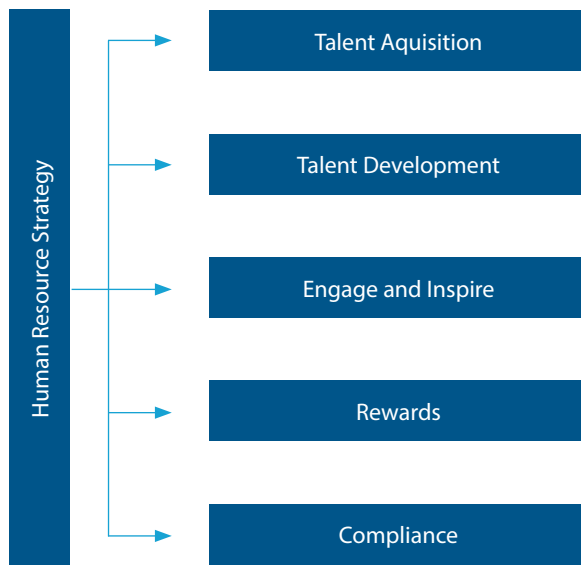 Human Resource Strategy
Talent Aquisition
Talent Development
Engage and Inspire
Rewards
Compliance